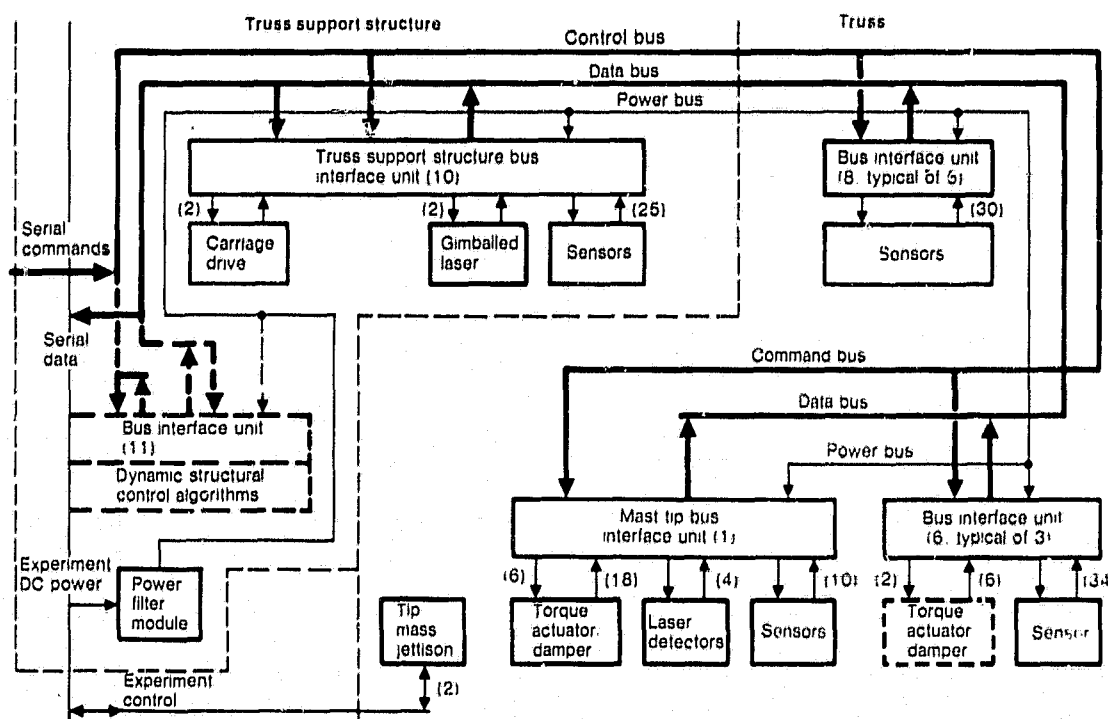 Truss support structure
Truss
Control bus
Data bus
Power bus
Truss support structure bus
interface unit (10)
Bus interface unit
(8, typical of 5)
(2)
(2)
(25)
(30)
Carriage
drive
Gimballed
laser
Sensors
Sensors
Serial
commands
Serial
data
Command bus
Data bus
Power bus
Bus interface unit
(11)
Dynamic structural
control algorithms
Mast tip bus
interface unit (1)
Bus interface unit
(6, typical of 3)
Experiment
DC power
Power
filter
module
(6)
(18)
(4)
(10)
(2)
(6)
(34
Tip
mass
jettison
Torque
actuator
damper
Laser
detectors
Sensors
Torque
actuator
damper
Sensor
Experiment
control
(2)